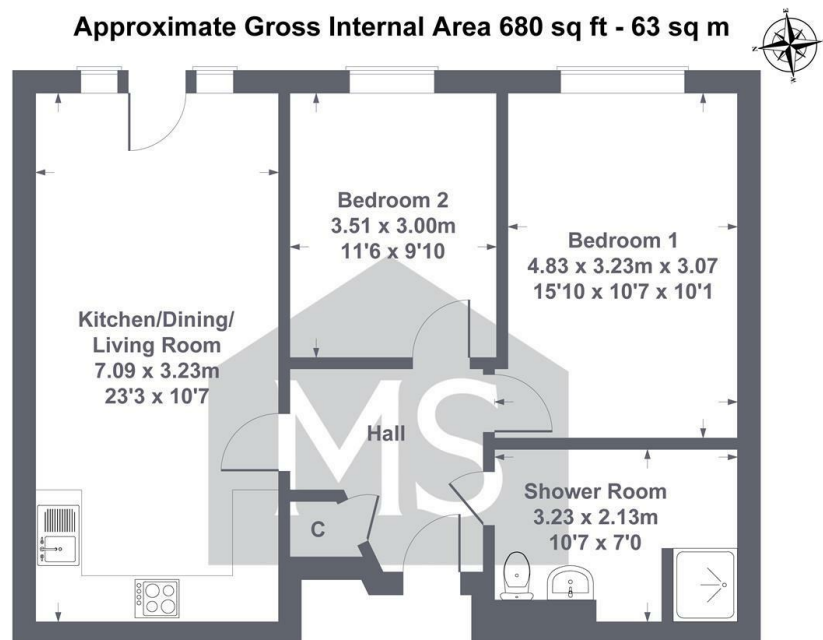 Approximate Gross Internal Area 680 sq ft - 63 sq m
Kitchen/Dining/
Living Room
7.09 x 3.23m
23'3 x 10'7
Bedroom 2
3.51 x 3.00m
11'6 x 9'10
Bedroom 1
4.83 x 3.23m x 3.07
15'10 x 10'7 x 10'1
MS
Hall
C
Shower Room
3.23 x 2.13m
10'7 x 7'0